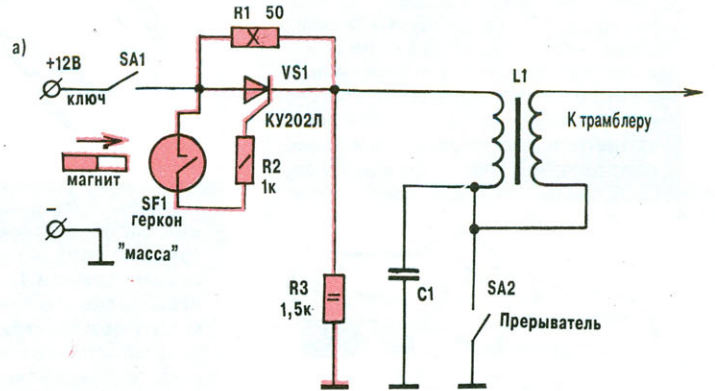 а)
R1 50
+12В
SA1
ключ
VS1
КУ202Л
L1
К трамблеру
магнит
SF1
геркон
R2
1к
–
"масса"
R3
1,5к
C1
SA2
Прерыватель